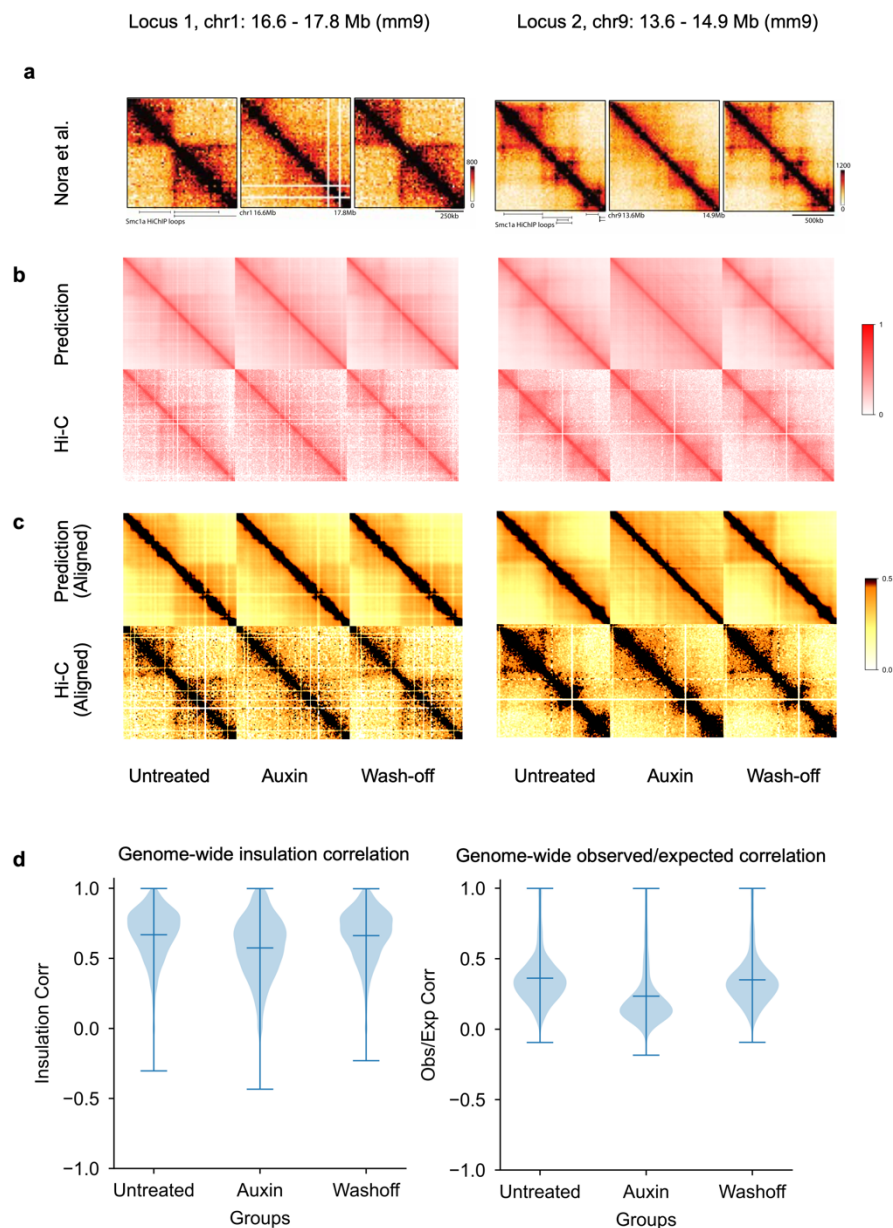 Locus 1, chr1: 16.6 - 17.8 Mb (mm9)
Locus 2, chr9: 13.6 - 14.9 Mb (mm9)
a
Nora et al.
800
0
1200
0
Smc1a HiChIP loops
chr1 16.6Mb
17.8Mb
250kb
Smc1a HiChIP loops
chr9 13.6Mb
14.9Mb
500kb
b
Prediction
Hi-C
1
0
c
Prediction
(Aligned)
Hi-C
(Aligned)
0.5
0.0
Untreated
Auxin
Wash-off
Untreated
Auxin
Wash-off
d
Genome-wide insulation correlation
Insulation Corr
1.0
0.5
0.0
−0.5
−1.0
Untreated
Auxin
Washoff
Groups
Genome-wide observed/expected correlation
Obs/Exp Corr
1.0
0.5
0.0
−0.5
−1.0
Untreated
Auxin
Washoff
Groups